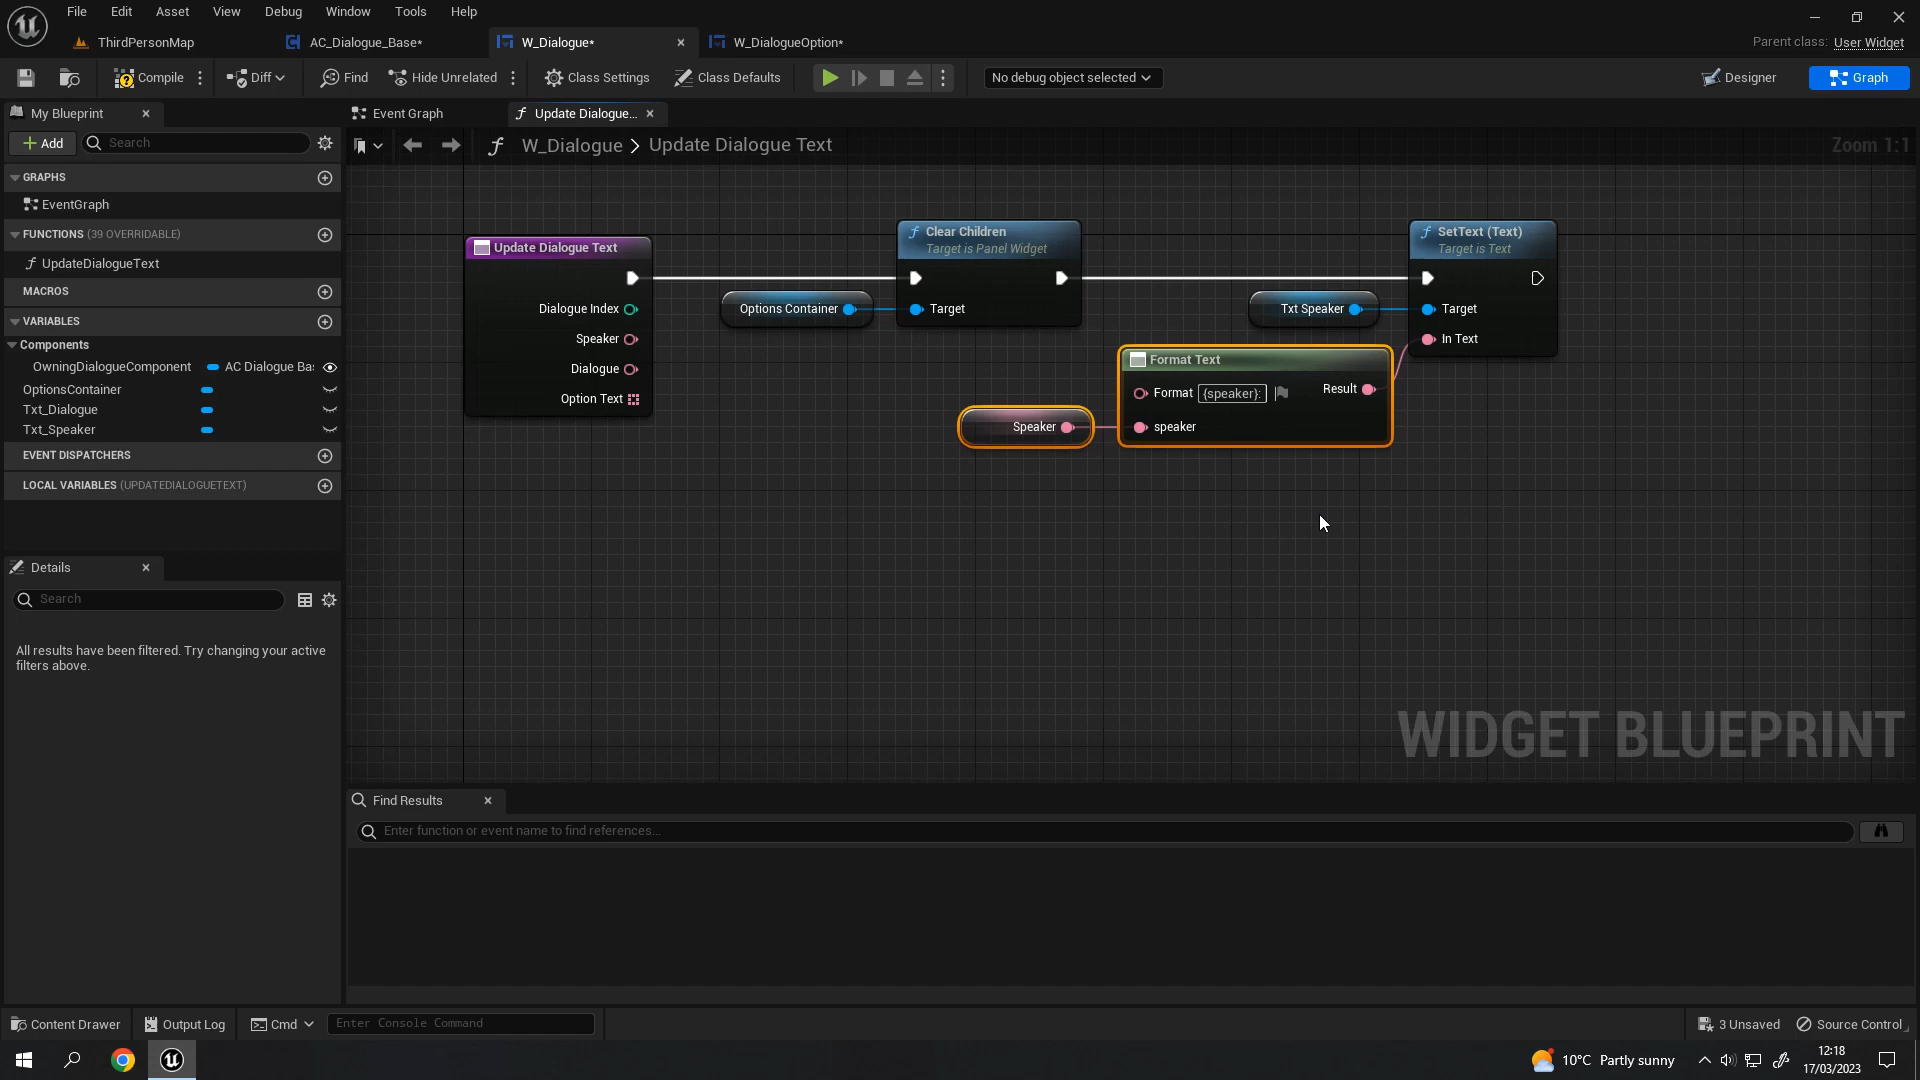 File Edit Asset View Debug Window Tools Help
ThirdPersonMap AC_Dialogue_Base* W_Dialogue* W_DialogueOption* Parent class: User Widget
Compile Diff Find Hide Unrelated Class Settings Class Defaults No debug object selected Designer Graph
My Blueprint Event Graph Update Dialogue...
Add Search W_Dialogue > Update Dialogue Text Zoom 1:1
GRAPHS
EventGraph
FUNCTIONS (39 OVERRIDABLE)
UpdateDialogueText
MACROS
VARIABLES
Components
OwningDialogueComponent AC Dialogue Ba
OptionsContainer
Txt_Dialogue
Txt_Speaker
EVENT DISPATCHERS
LOCAL VARIABLES (UPDATEDIALOGUETEXT)
Update Dialogue Text
Dialogue Index
Speaker
Dialogue
Option Text
Options Container
Clear Children
Target is Panel Widget
Target
Txt Speaker
SetText (Text)
Target is Text
Target
In Text
Format Text
Format {speaker}: Result
speaker
Speaker
WIDGET BLUEPRINT
Details
Search
All results have been filtered. Try changing your active
filters above.
Find Results
Enter function or event name to find references...
Content Drawer Output Log Cmd Enter Console Command 3 Unsaved Source Control
10°C Partly sunny 12:18
17/03/2023